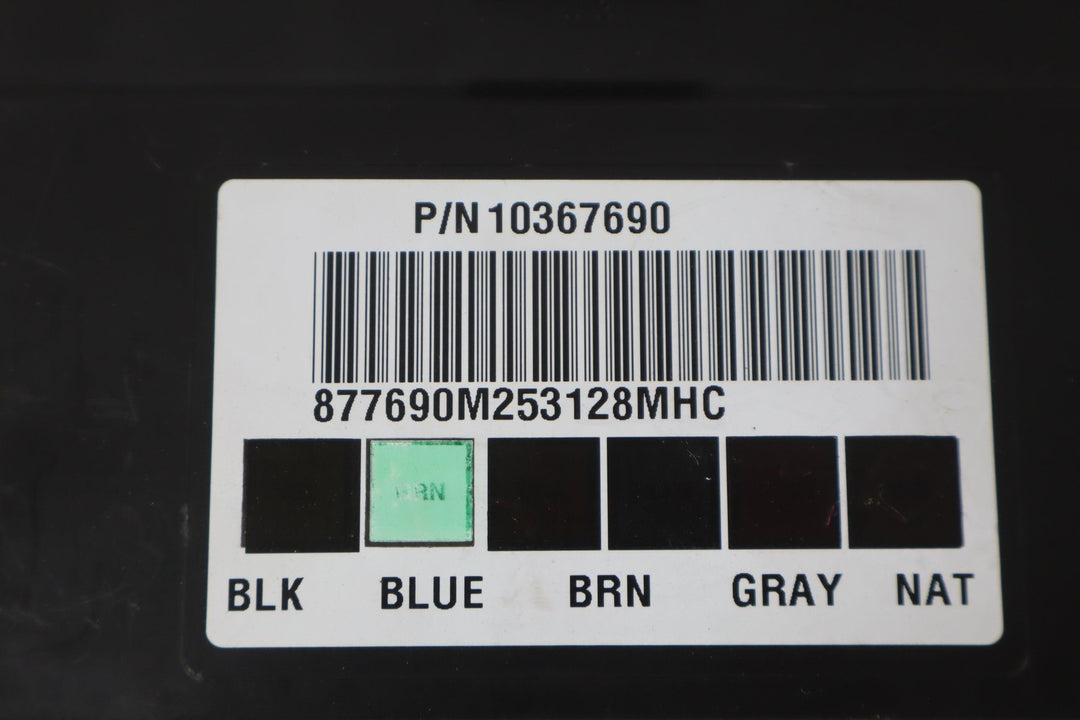 P/N 10367690
877690M253128MHC
BRN
BLK BLUE BRN GRAY NAT